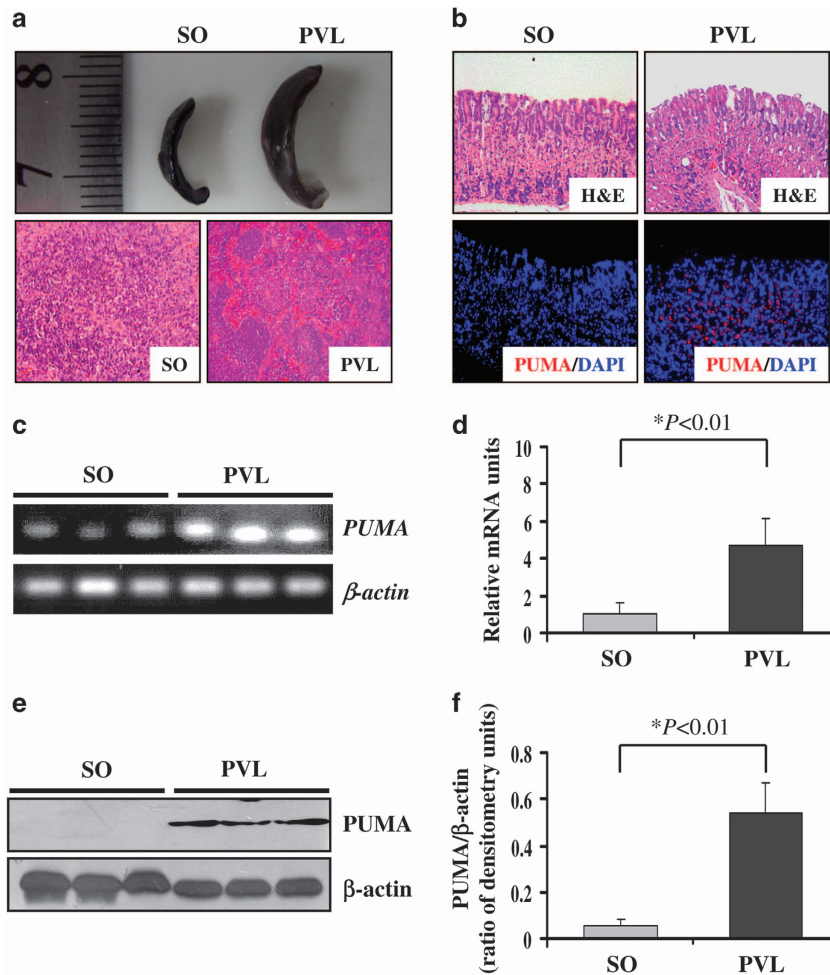 a
SO PVL
8
7
SO
PVL
b
SO PVL
H&E
H&E
PUMA/DAPI
PUMA/DAPI
c
SO PVL
PUMA
β-actin
d
*P<0.01
Relative mRNA units
10
8
6
4
2
0
SO PVL
e
SO PVL
PUMA
β-actin
f
*P<0.01
PUMA/β-actin
(ratio of densitometry units)
0.8
0.6
0.4
0.2
0
SO PVL